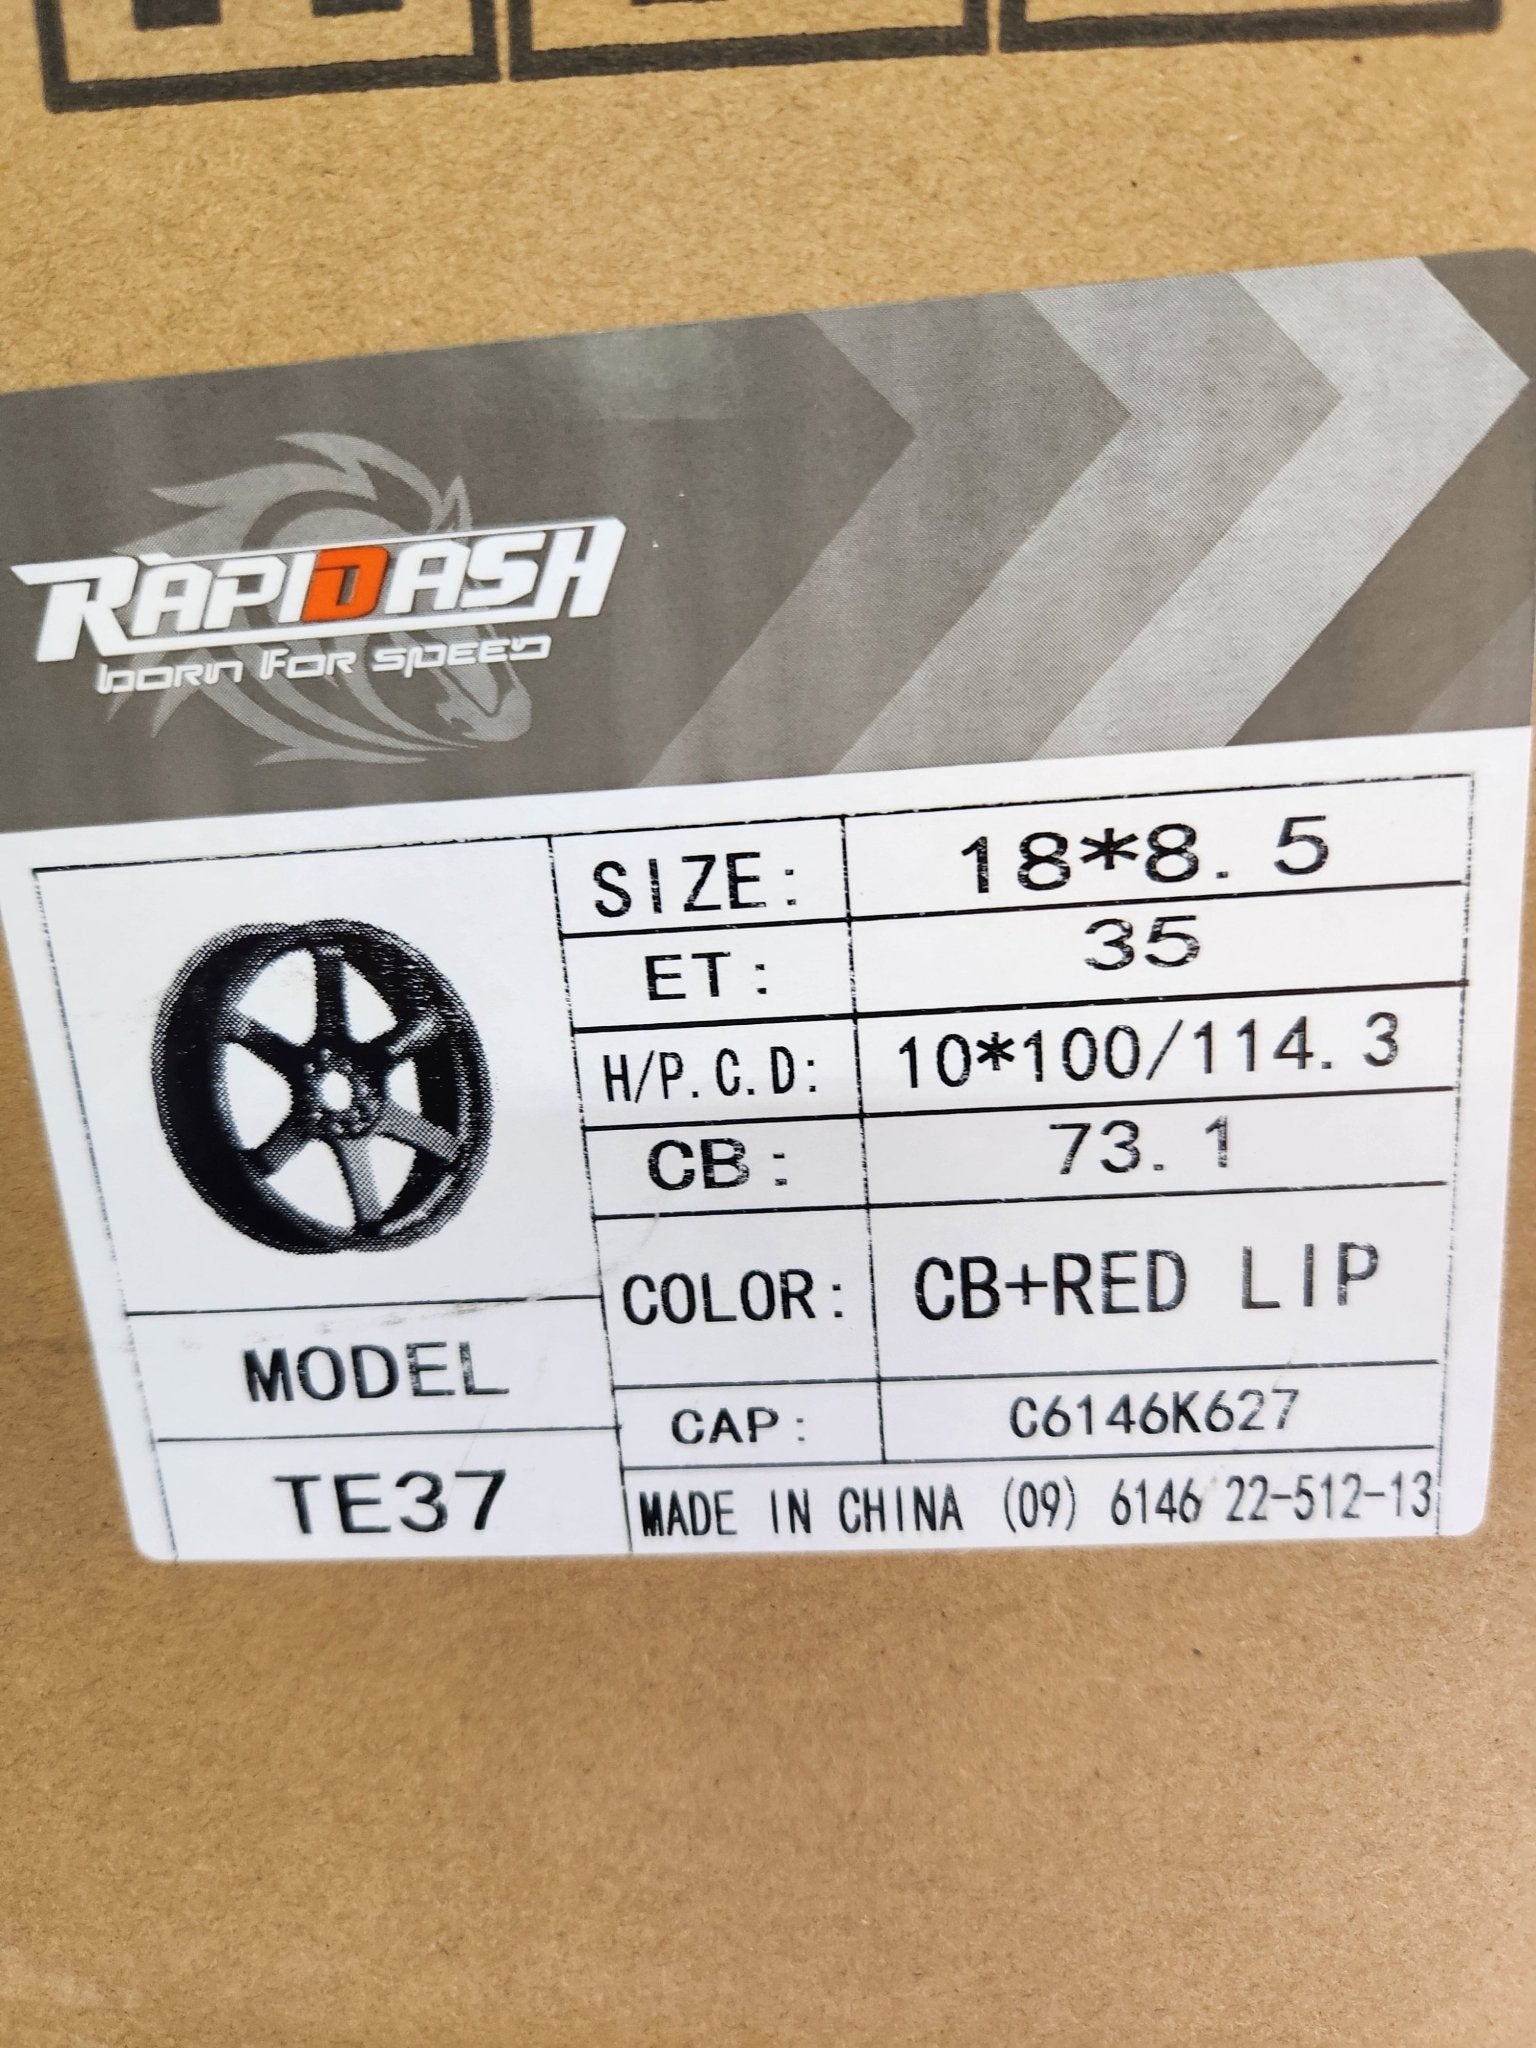 RAPIDASH
BORN FOR SPEED
SIZE: 18*8.5
ET: 35
H/P.C.D: 10*100/114.3
CB: 73.1
COLOR: CB+RED LIP
CAP: C6146K627
MADE IN CHINA (09) 6146 22-512-13
MODEL
TE37